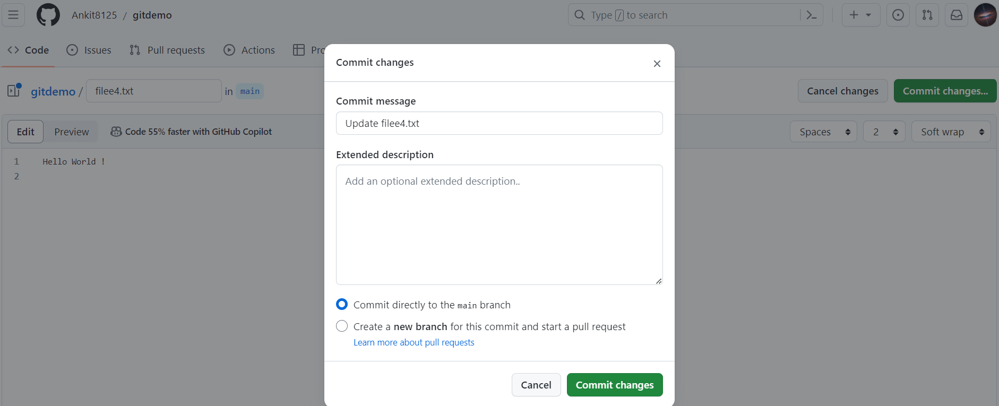 Ankit8125 / gitdemo
Type / to search
Code Issues Pull requests Actions
Commit changes
gitdemo / filee4.txt in main
Cancel changes Commit changes...
Commit message
Update filee4.txt
Edit Preview Code 55% faster with GitHub Copilot
Spaces 2 Soft wrap
Extended description
Add an optional extended description..
1 Hello World !
2
Commit directly to the main branch
Create a new branch for this commit and start a pull request
Learn more about pull requests
Cancel Commit changes